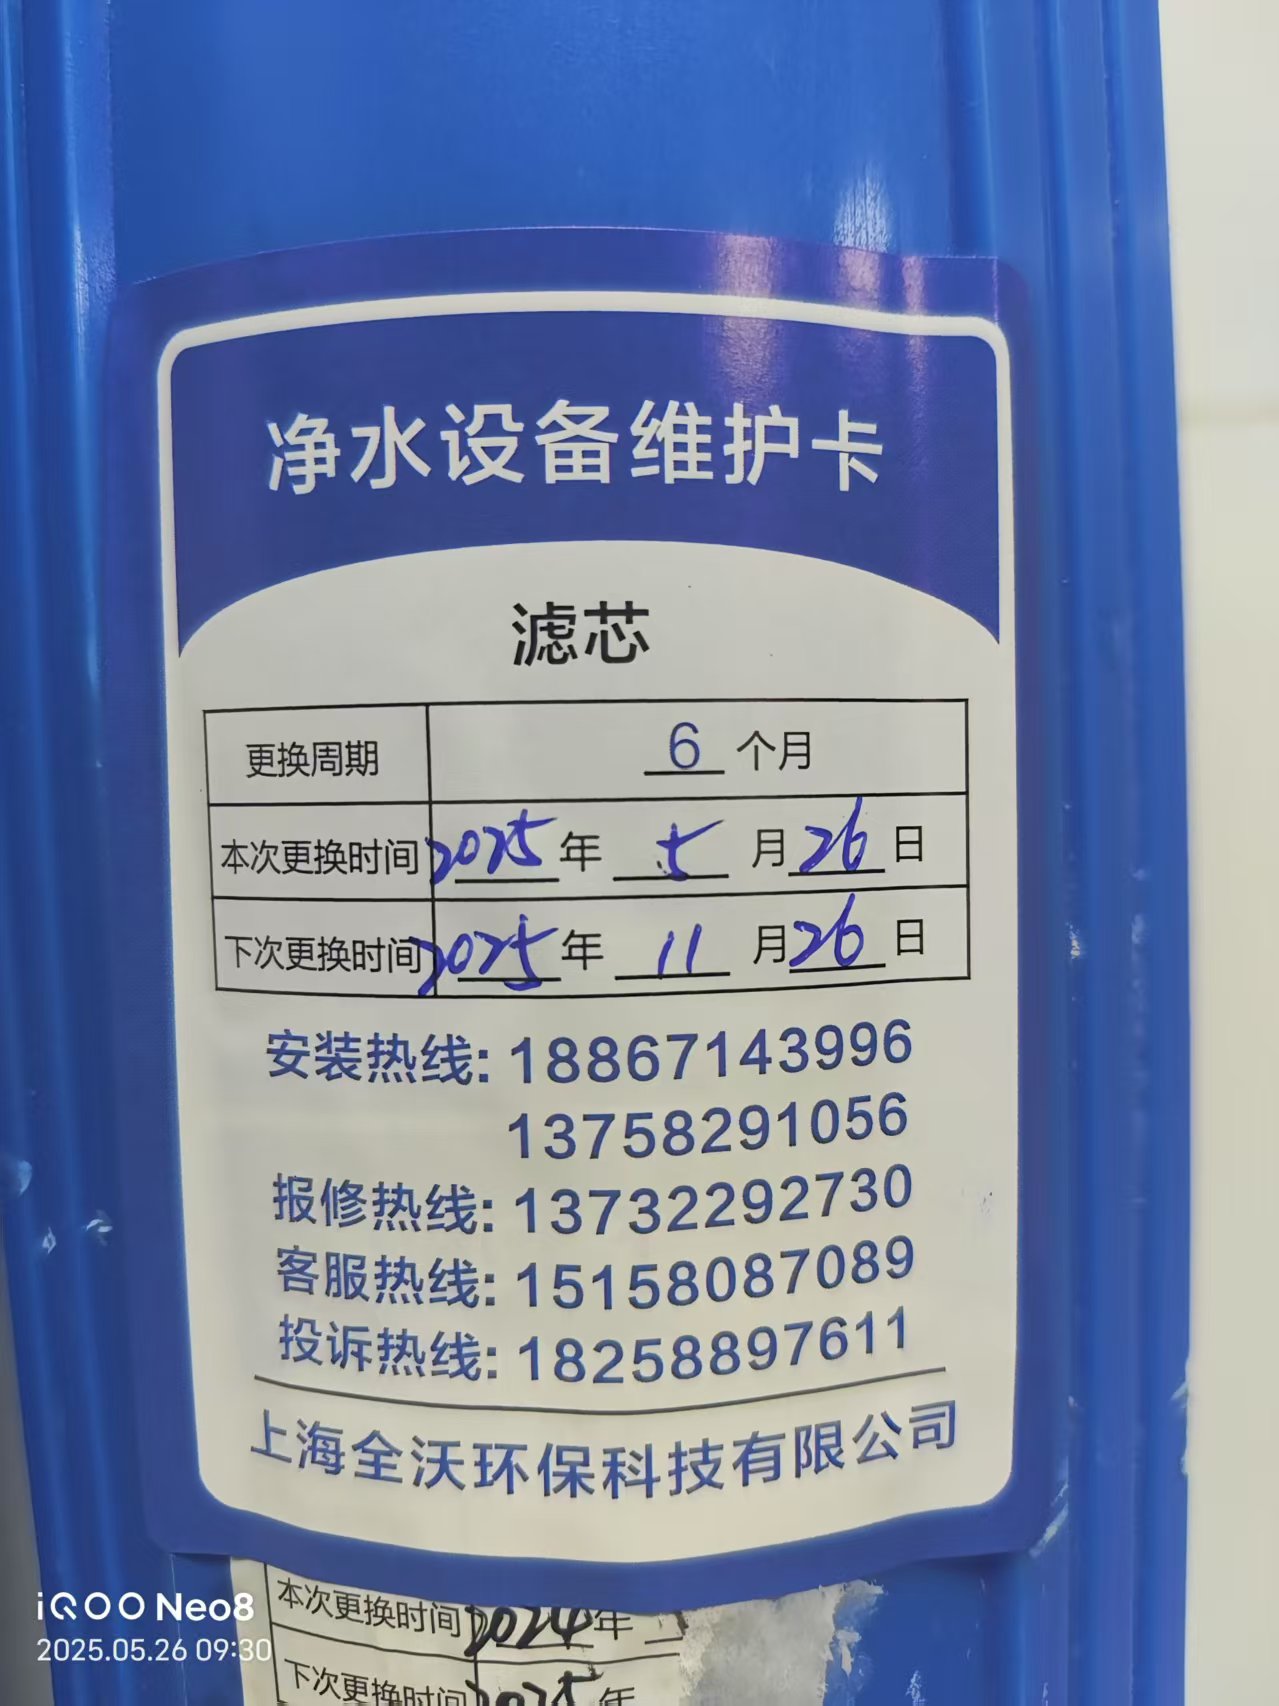 净水设备维护卡
滤芯
更换周期 6 个月
本次更换时间 2025 年 5 月 26 日
下次更换时间 2025 年 11 月 26 日
安装热线: 18867143996
13758291056
报修热线: 13732292730
客服热线: 15158087089
投诉热线: 18258897611
上海全沃环保科技有限公司
本次更换时间 2024 年
下次更换时间 2025 年
iQOO Neo8
2025.05.26 09:30